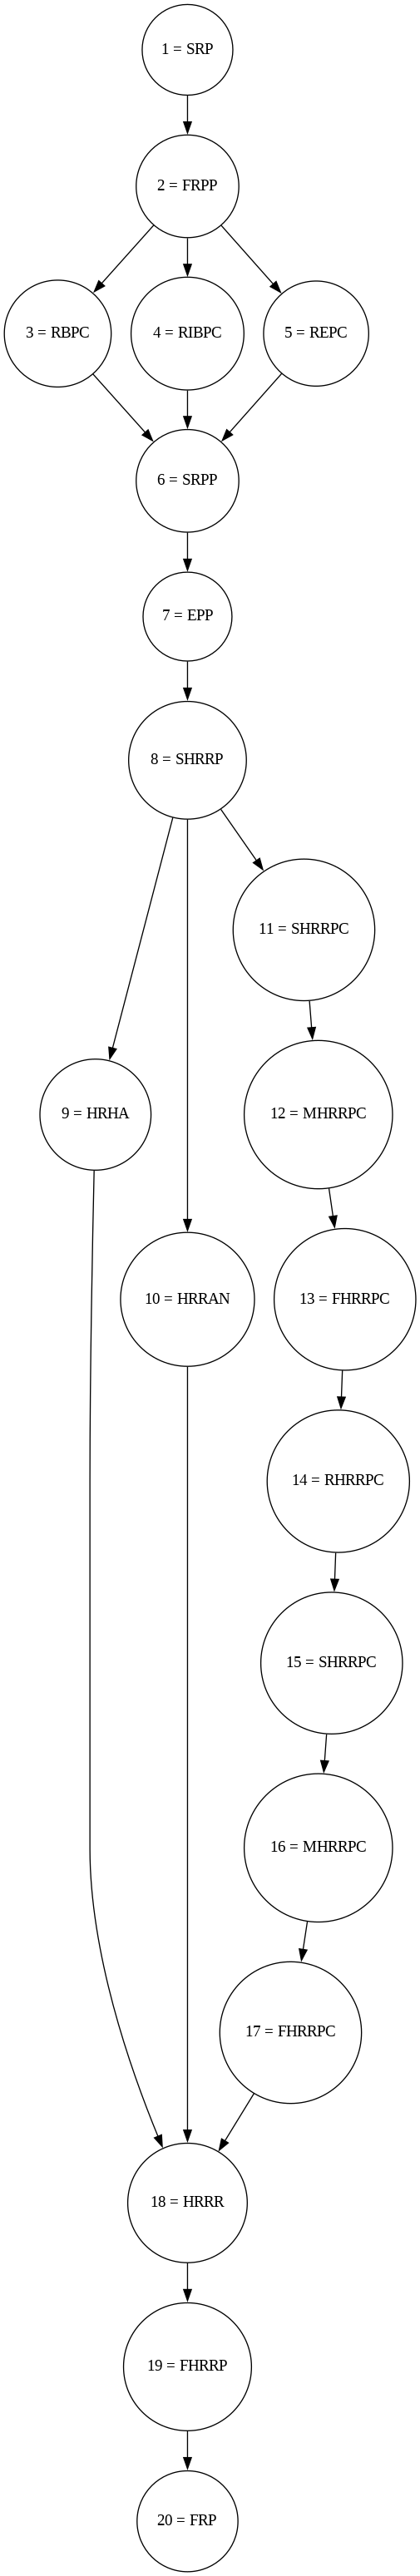 1 = SRP
2 = FRPP
3 = RBPC
4 = RIBPC
5 = REPC
6 = SRPP
7 = EPP
8 = SHRRP
11 = SHRRPC
9 = HRHA
12 = MHRRPC
10 = HRRAN
13 = FHRRPC
14 = RHRRPC
15 = SHRRPC
16 = MHRRPC
17 = FHRRPC
18 = HRRR
19 = FHRRP
20 = FRP